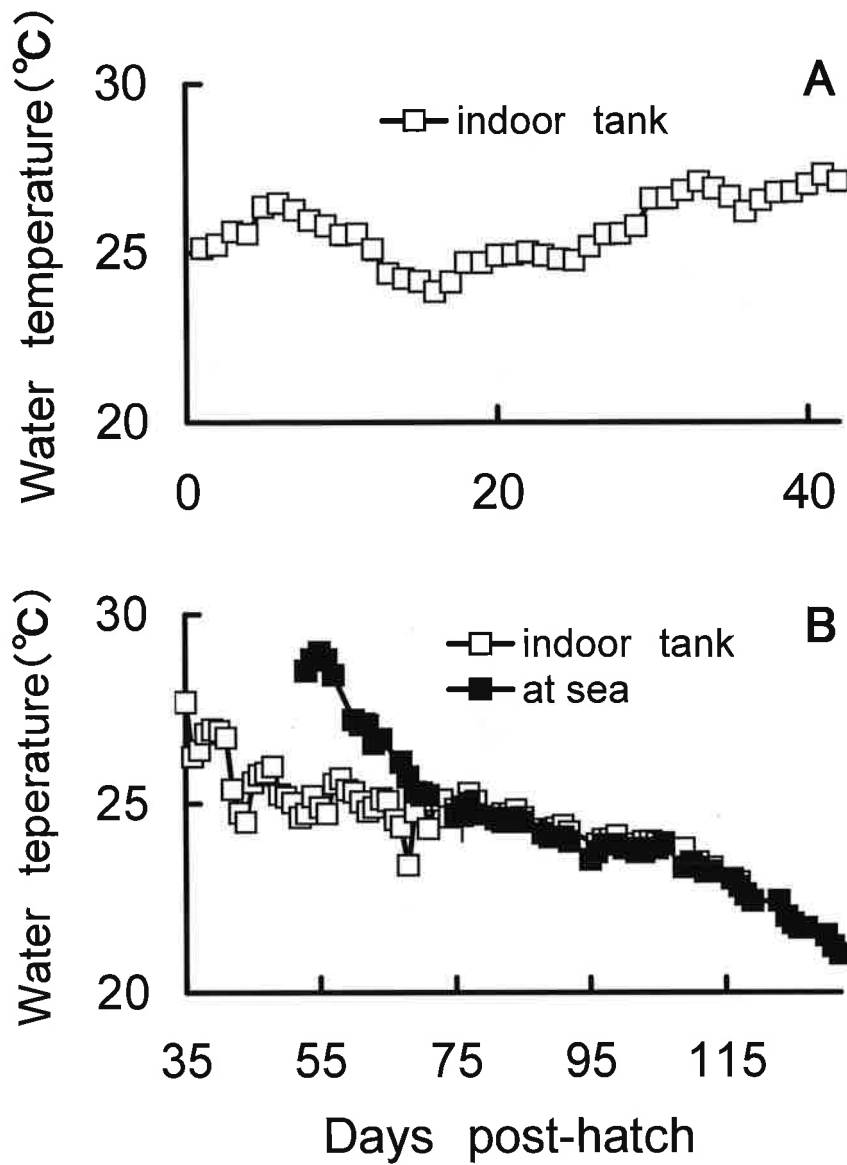 Water temperature(°C)
30
25
20
A
indoor tank
0
20
40
Water teperature(°C)
30
25
20
B
indoor tank
at sea
35
55
75
95
115
Days post-hatch